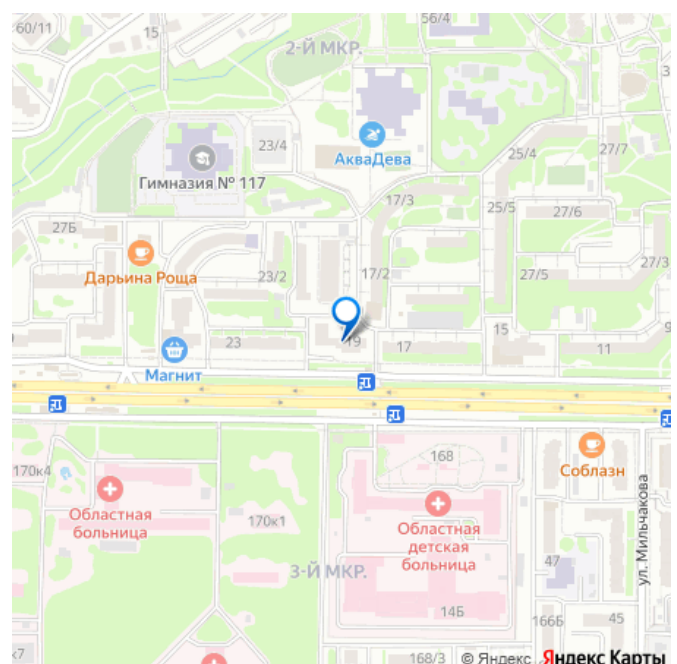 60/11
15
56/4
2-Й МКР.
23/4
АкваДева
25/4
27/7
Гимназия № 117
17/3
25/5
27/6
27Б
Дарьина Роща
23/2
17/2
27/5
27/3
19
15
9
23
17
11
Магнит
168
Соблазн
170к4
Областная
больница
170к1
Областная
детская
больница
ул. Мильчакова
3-Й МКР.
47
14Б
166Б
45
к7
168/3
© Яндекс
Яндекс Карты